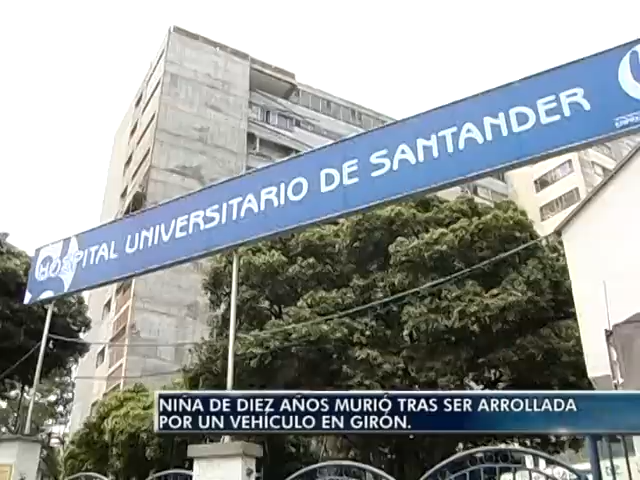 HOSPITAL UNIVERSITARIO DE SANTANDER
NIÑA DE DIEZ AÑOS MURIÓ TRAS SER ARROLLADA
POR UN VEHÍCULO EN GIRÓN.